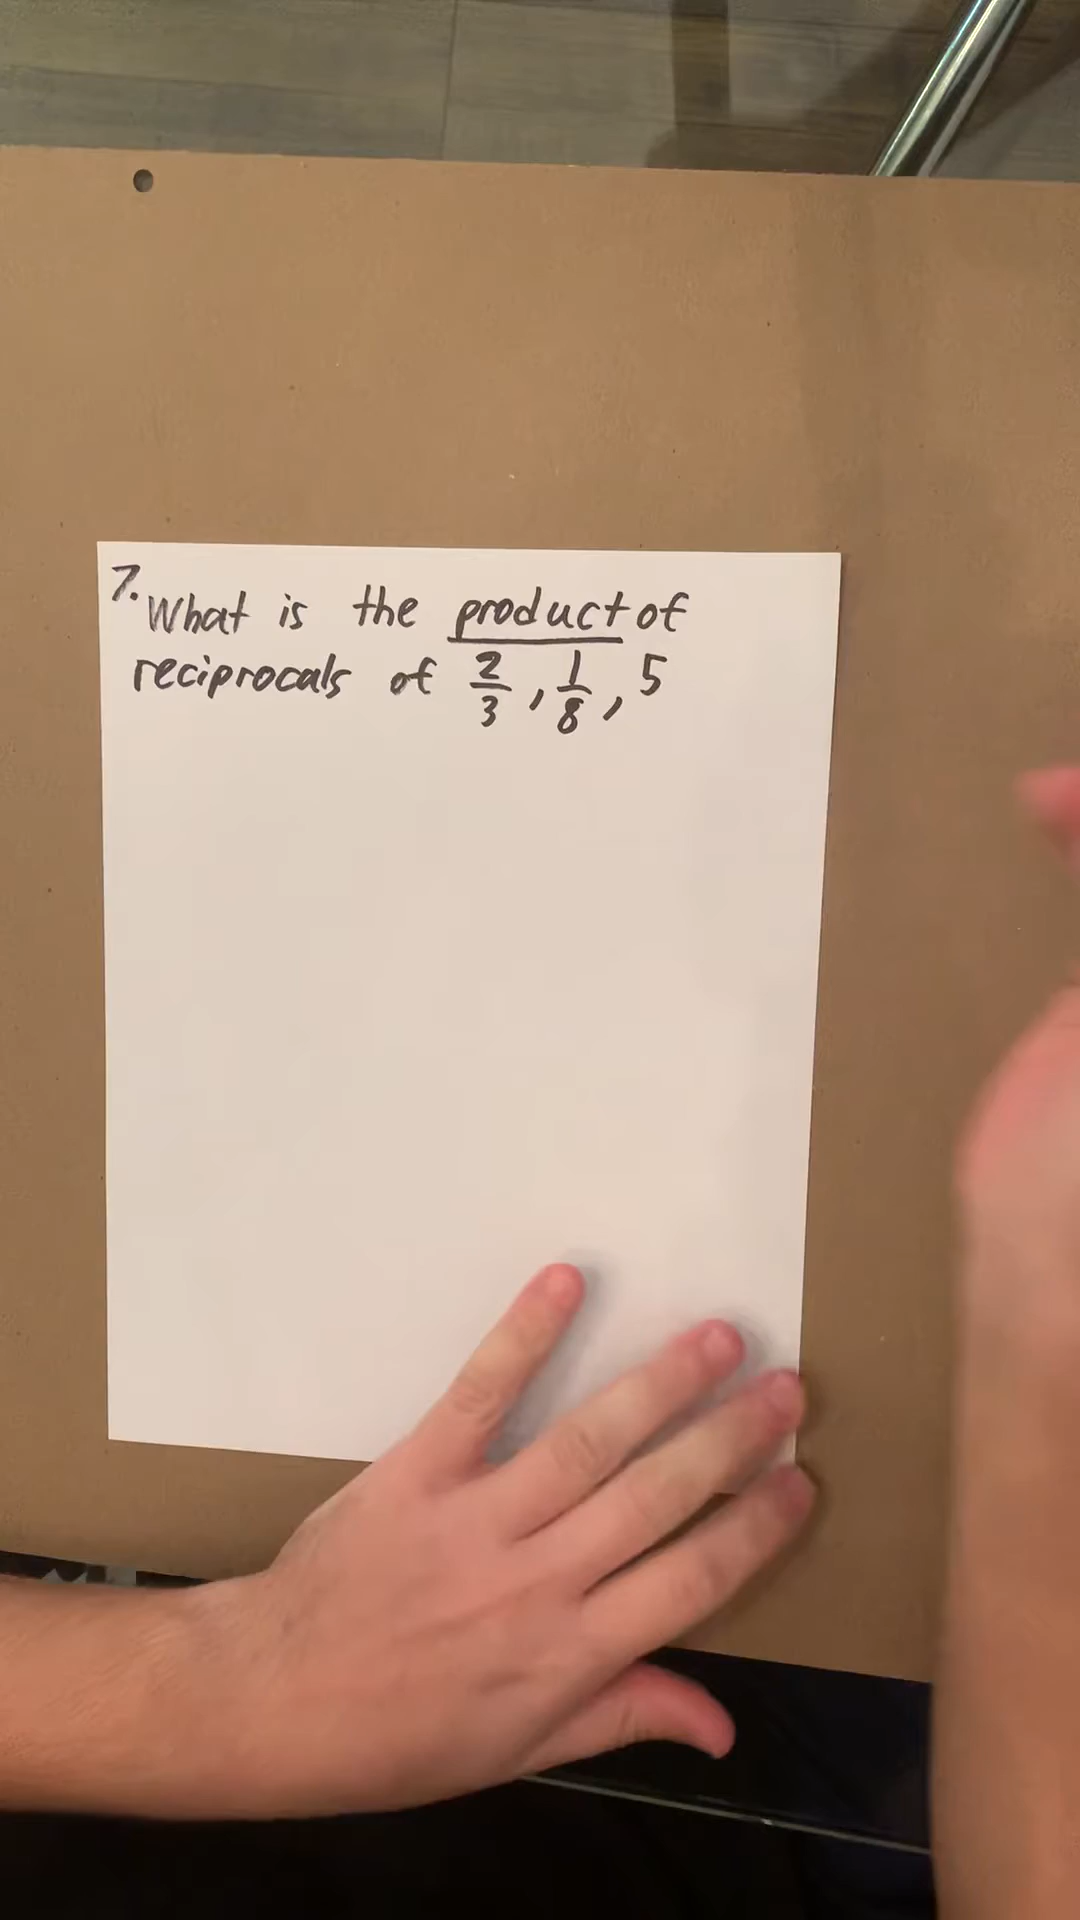 7. What is the product of
reciprocals of 2/3, 1/8, 5